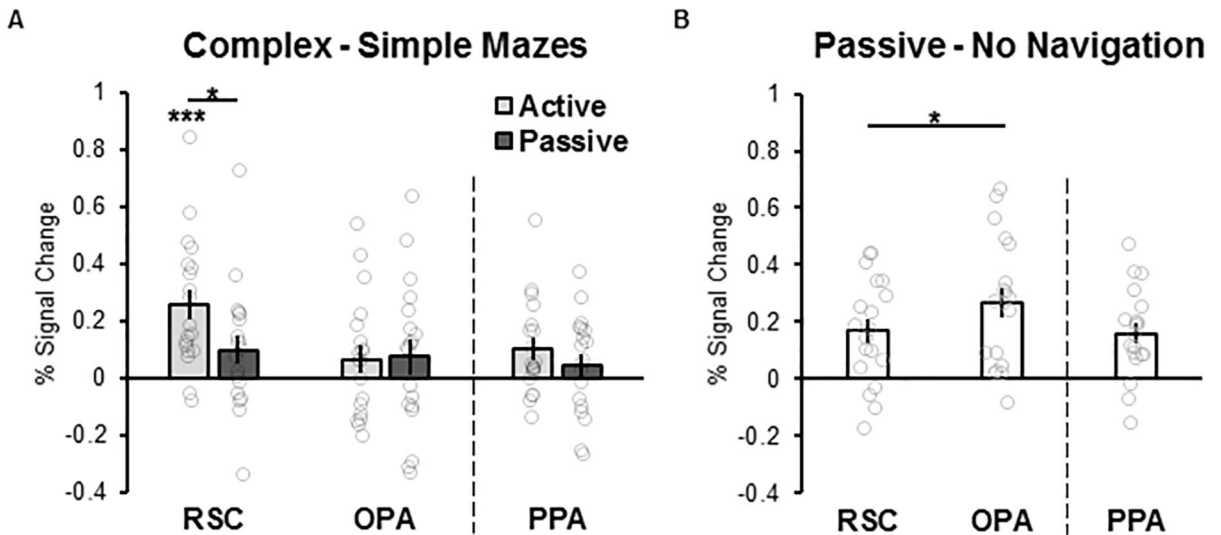 A
Complex - Simple Mazes
1
0.8
0.6
0.4
0.2
0
-0.2
-0.4
% Signal Change
*
***
Active
Passive
RSC OPA PPA
B
Passive - No Navigation
1
0.8
0.6
0.4
0.2
0
-0.2
-0.4
% Signal Change
*
RSC OPA PPA